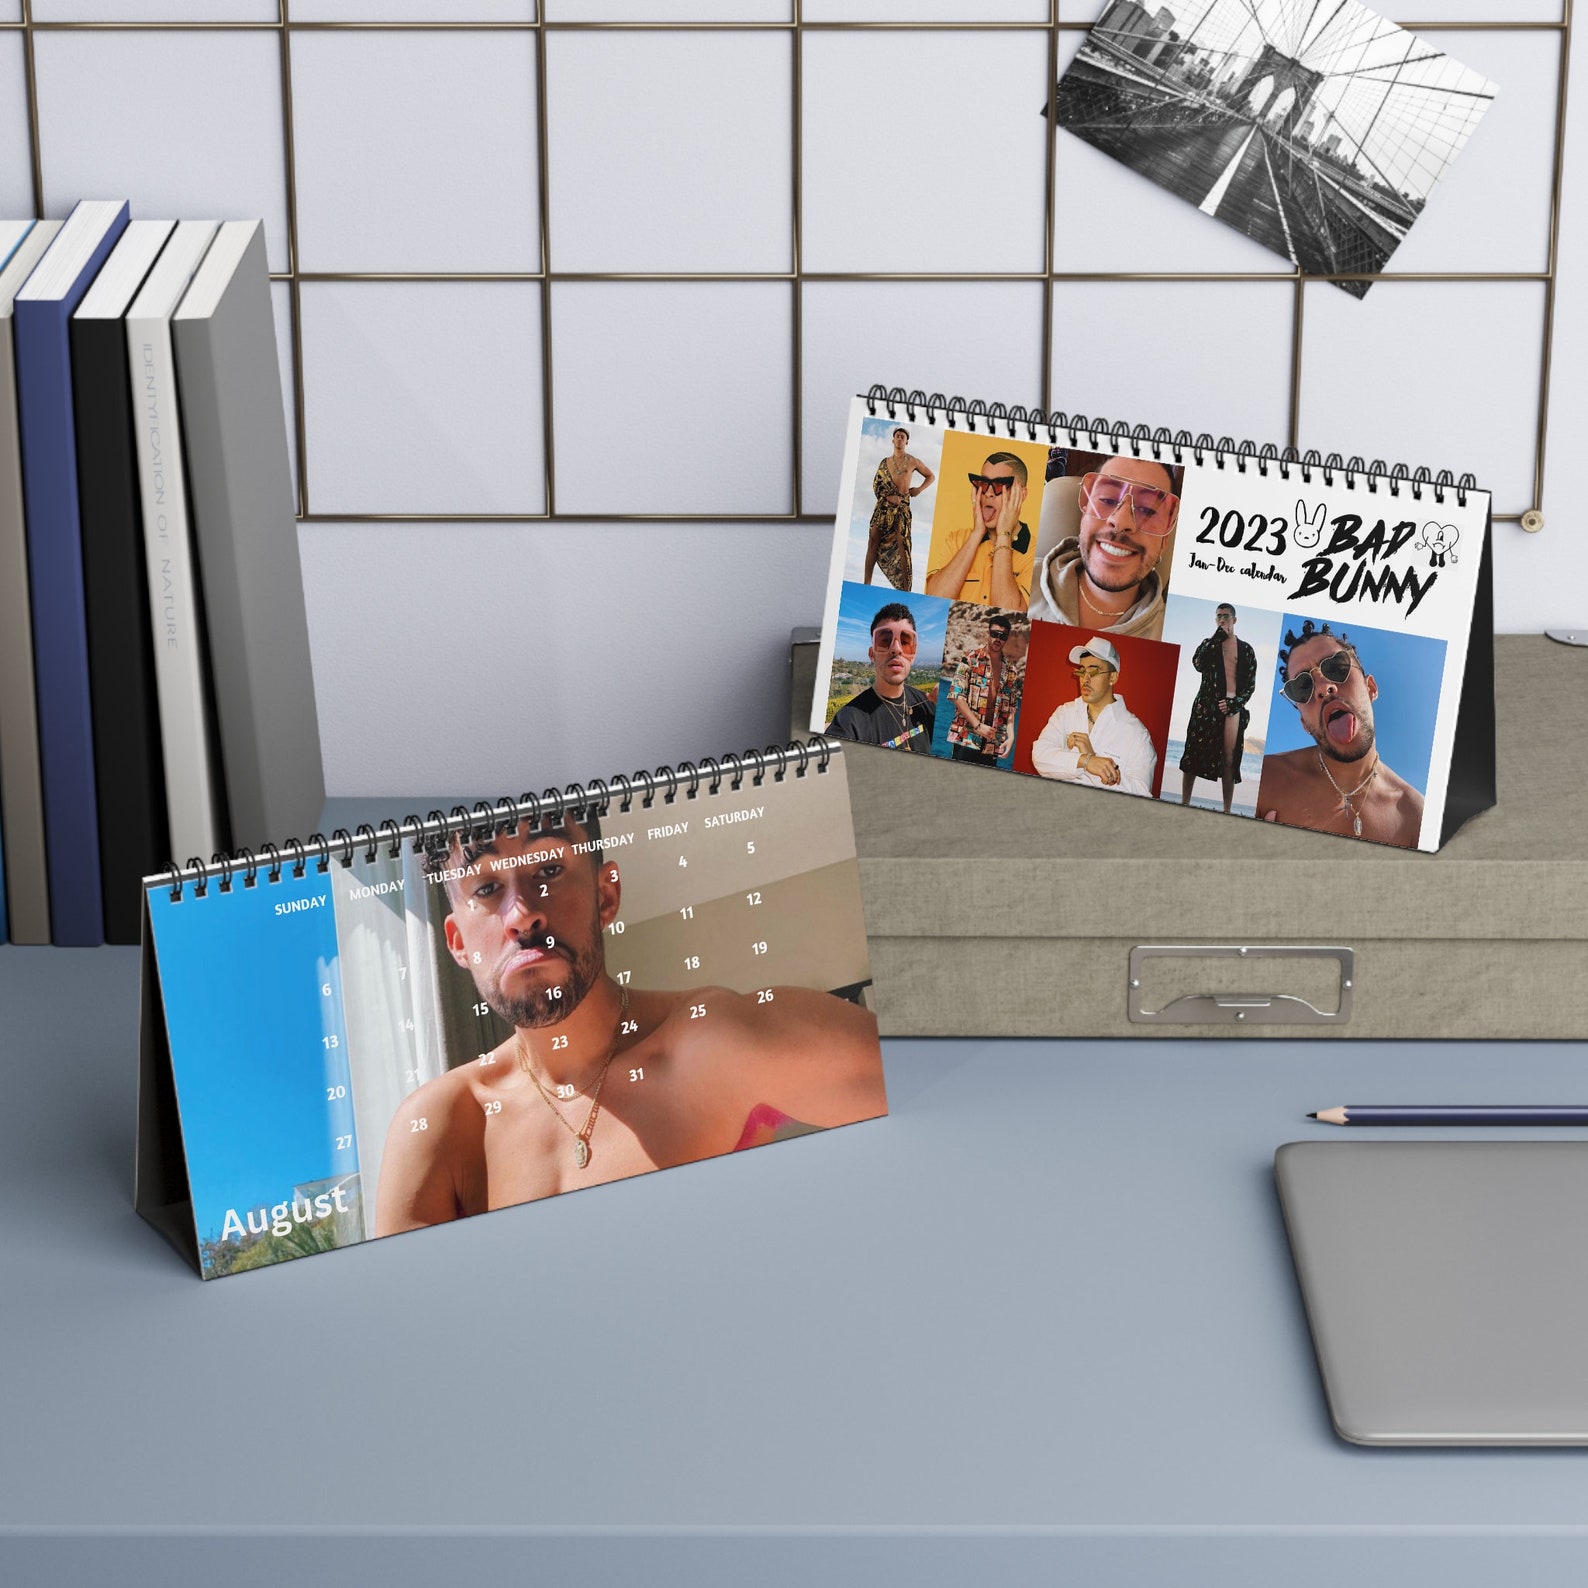 IDENTYFICATION OF NATURE
2023
Jan-Dec calendar
BAD
BUNNY
SUNDAY MONDAY TUESDAY WEDNESDAY THURSDAY FRIDAY SATURDAY
1 2 3 4 5
6 7 8 9 10 11 12
13 14 15 16 17 18 19
20 21 22 23 24 25 26
27 28 29 30 31
August